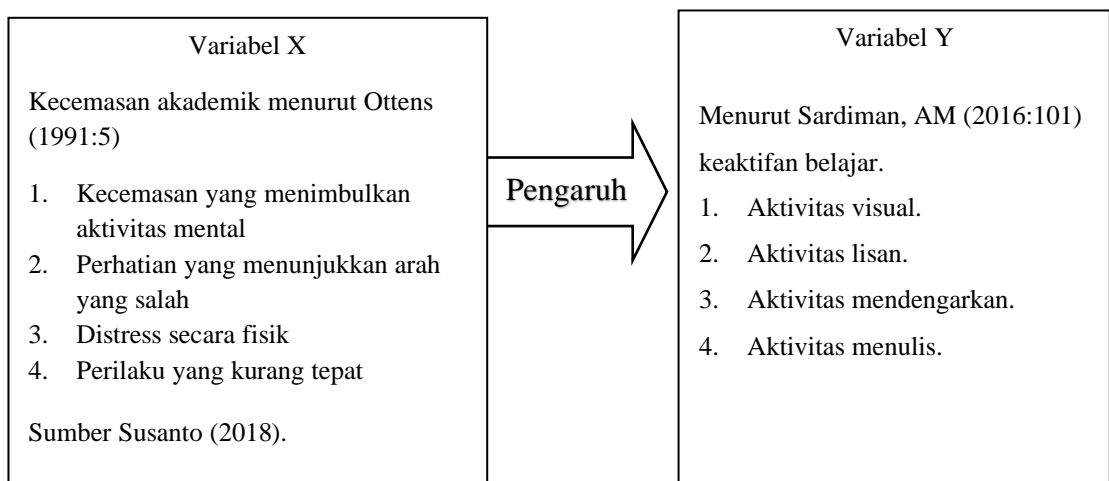 Variabel X
Kecemasan akademik menurut Ottens
(1991:5)
1. Kecemasan yang menimbulkan
aktivitas mental
2. Perhatian yang menunjukkan arah
yang salah
3. Distress secara fisik
4. Perilaku yang kurang tepat
Sumber Susanto (2018).
Pengaruh
Variabel Y
Menurut Sardiman, AM (2016:101)
keaktifan belajar.
1. Aktivitas visual.
2. Aktivitas lisan.
3. Aktivitas mendengarkan.
4. Aktivitas menulis.